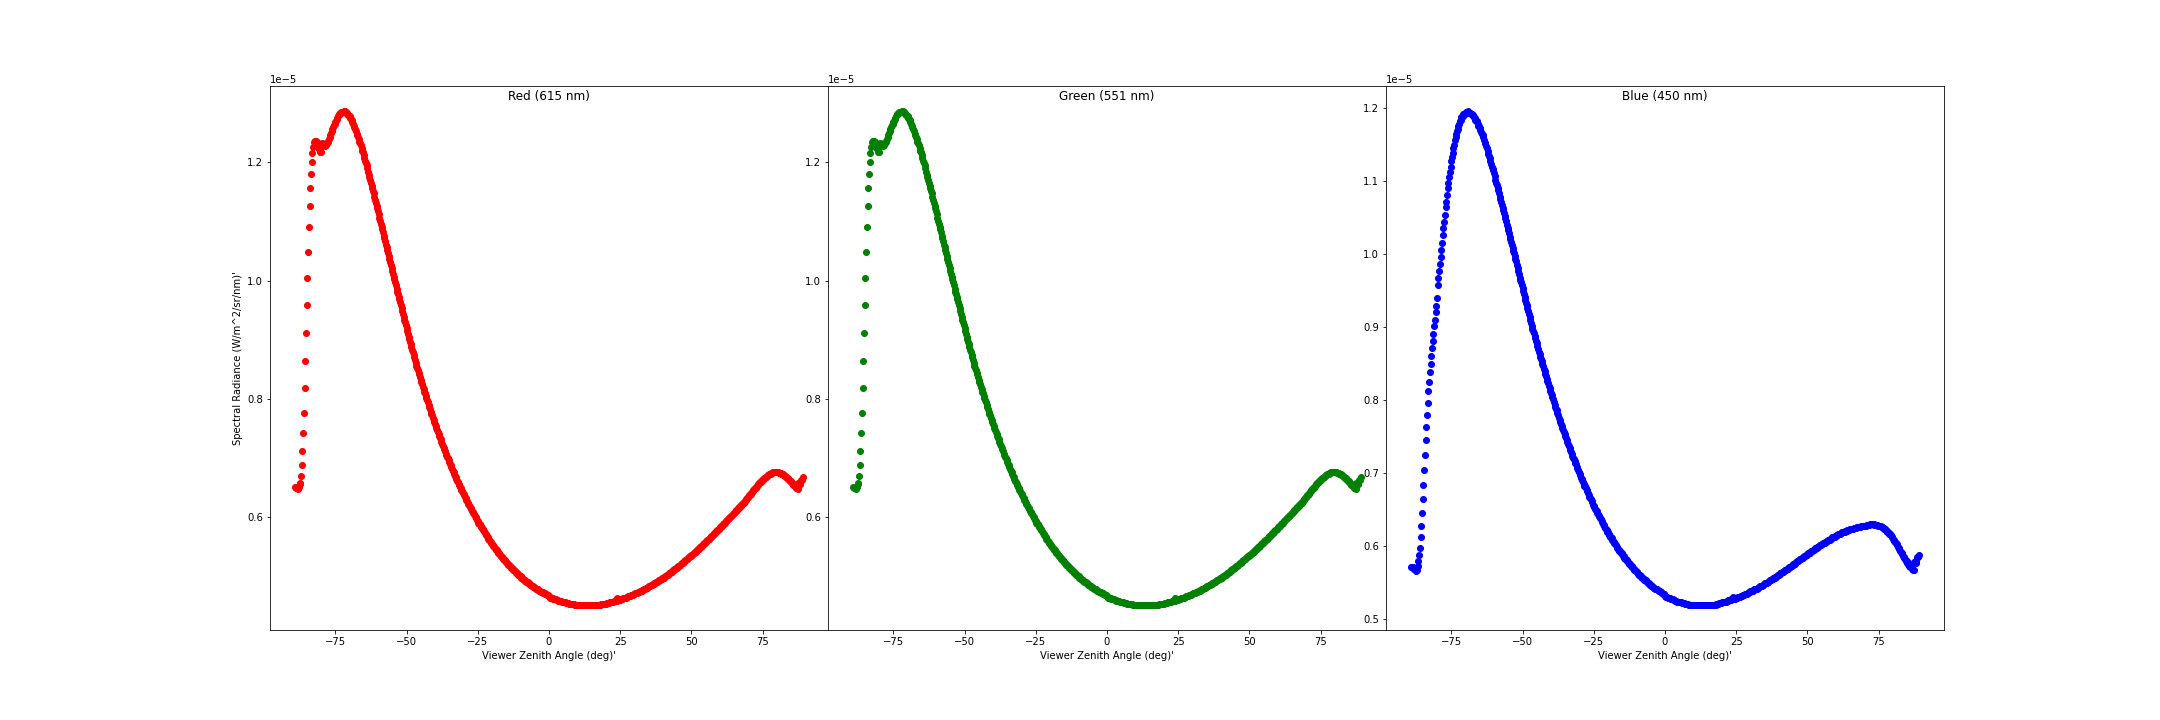 1e−5
1e−5
1e−5
Red (615 nm)
Green (551 nm)
Blue (450 nm)
Spectral Radiance (W/m^2/sr/nm)'
1.2
1.0
0.8
0.6
−75 −50 −25 0 25 50 75
Viewer Zenith Angle (deg)'
1.2
1.0
0.8
0.6
−75 −50 −25 0 25 50 75
Viewer Zenith Angle (deg)'
1.2
1.1
1.0
0.9
0.8
0.7
0.6
0.5
−75 −50 −25 0 25 50 75
Viewer Zenith Angle (deg)'